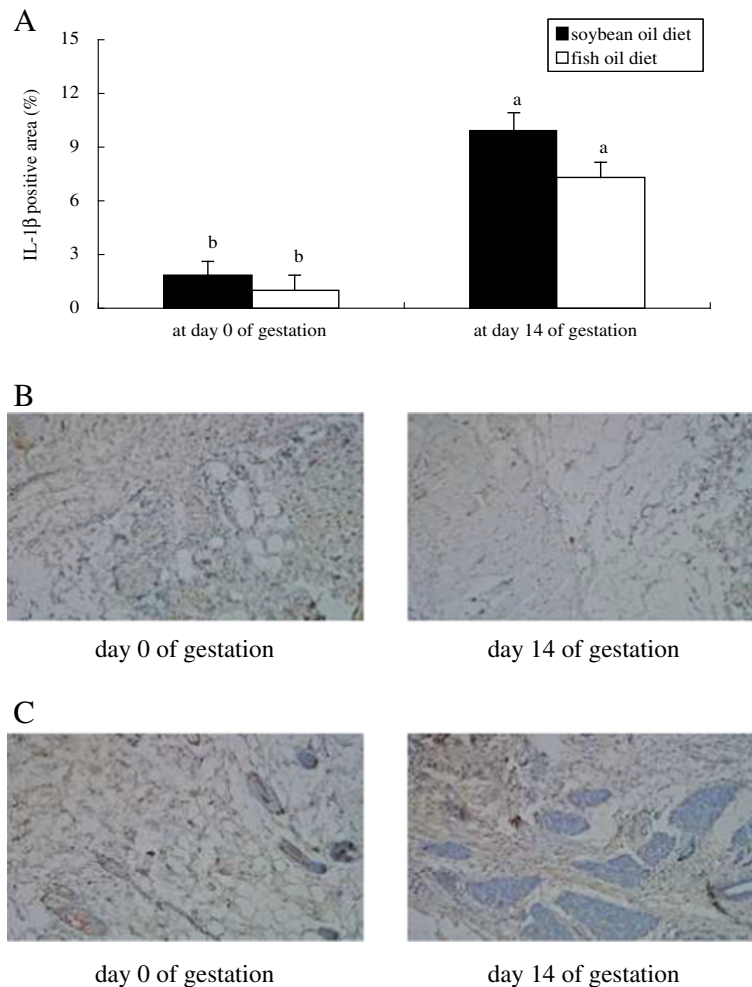 A
15
12
9
6
3
0
IL-1β positive area (%)
soybean oil diet
fish oil diet
b
b
a
a
at day 0 of gestation
at day 14 of gestation
B
day 0 of gestation
day 14 of gestation
C
day 0 of gestation
day 14 of gestation